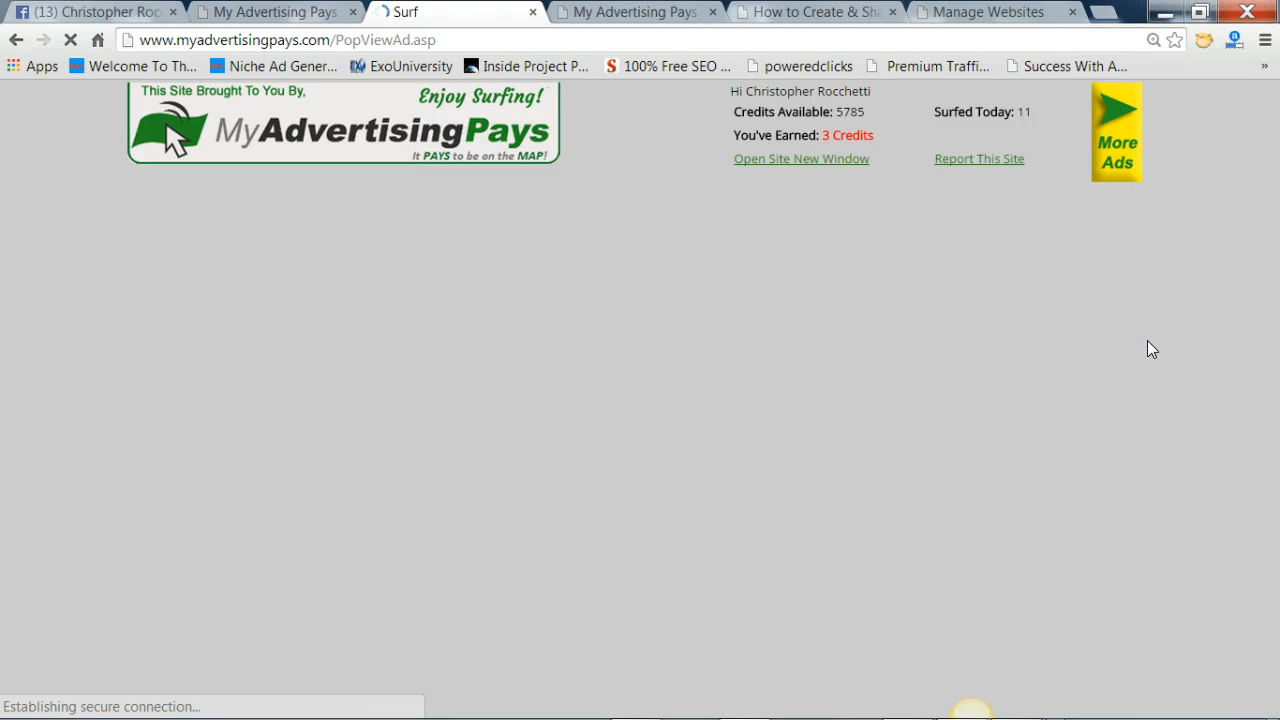 (13) Christopher Roc
My Advertising Pays
Surf
My Advertising Pays
How to Create & Sha
Manage Websites
www.myadvertisingpays.com/PopViewAd.asp
Apps
Welcome To Th...
Niche Ad Gener...
ExoUniversity
Inside Project P...
100% Free SEO ...
poweredclicks
Premium Traffi...
Success With A...
»
This Site Brought To You By,
Enjoy Surfing!
MyAdvertisingPays
It PAYS to be on the MAP!
Hi Christopher Rocchetti
Credits Available: 5785
Surfed Today: 11
You've Earned: 3 Credits
Open Site New Window
Report This Site
More
Ads
Establishing secure connection...